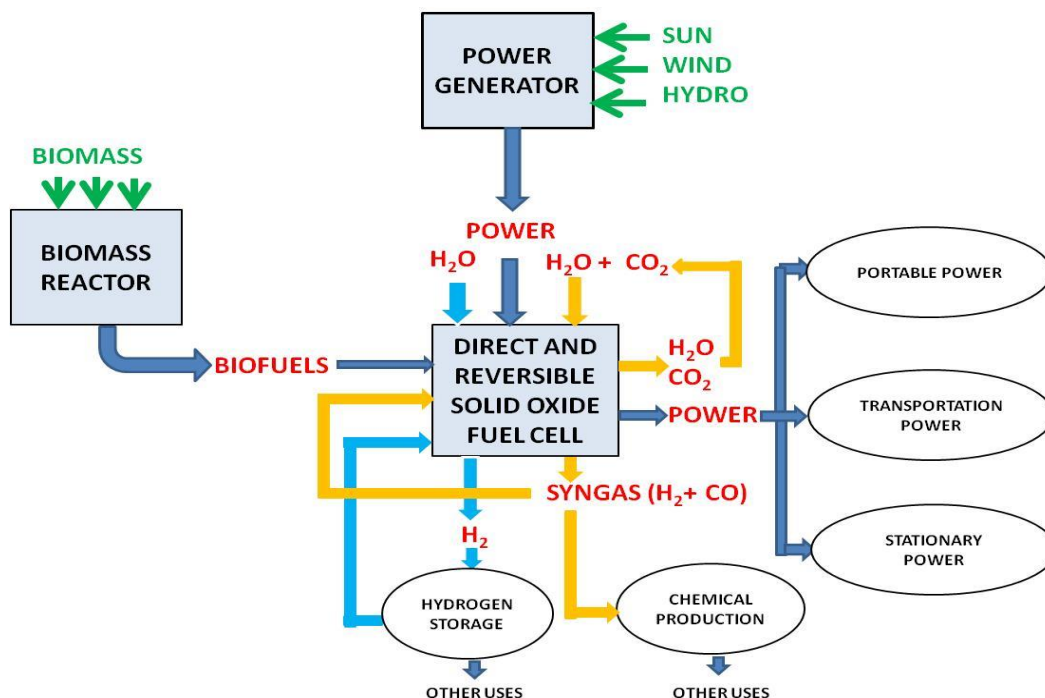 POWER
GENERATOR
SUN
WIND
HYDRO
BIOMASS
BIOMASS
REACTOR
POWER
H₂O
H₂O + CO₂
PORTABLE POWER
BIOFUELS
DIRECT AND
REVERSIBLE
SOLID OXIDE
FUEL CELL
H₂O
CO₂
POWER
TRANSPORTATION
POWER
SYNGAS (H₂+ CO)
H₂
STATIONARY
POWER
HYDROGEN
STORAGE
CHEMICAL
PRODUCTION
OTHER USES
OTHER USES